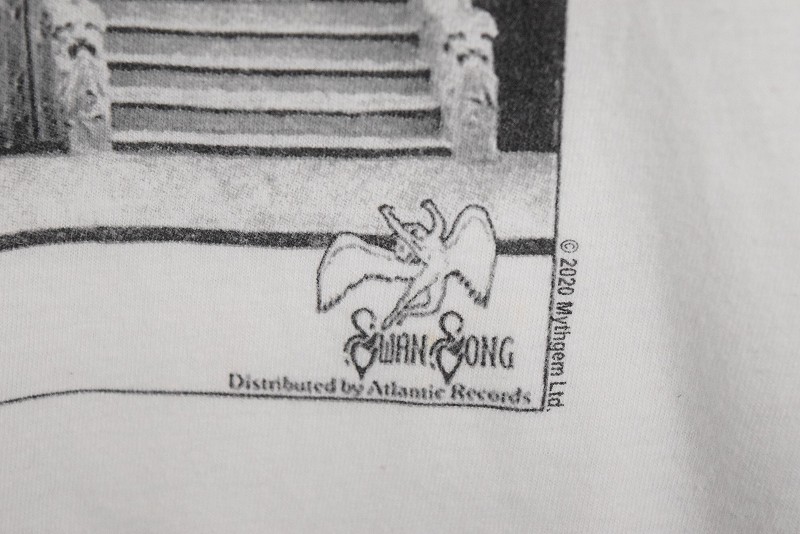 SWAN SONG
Distributed by Atlantic Records
© 2020 Mythgem Ltd.